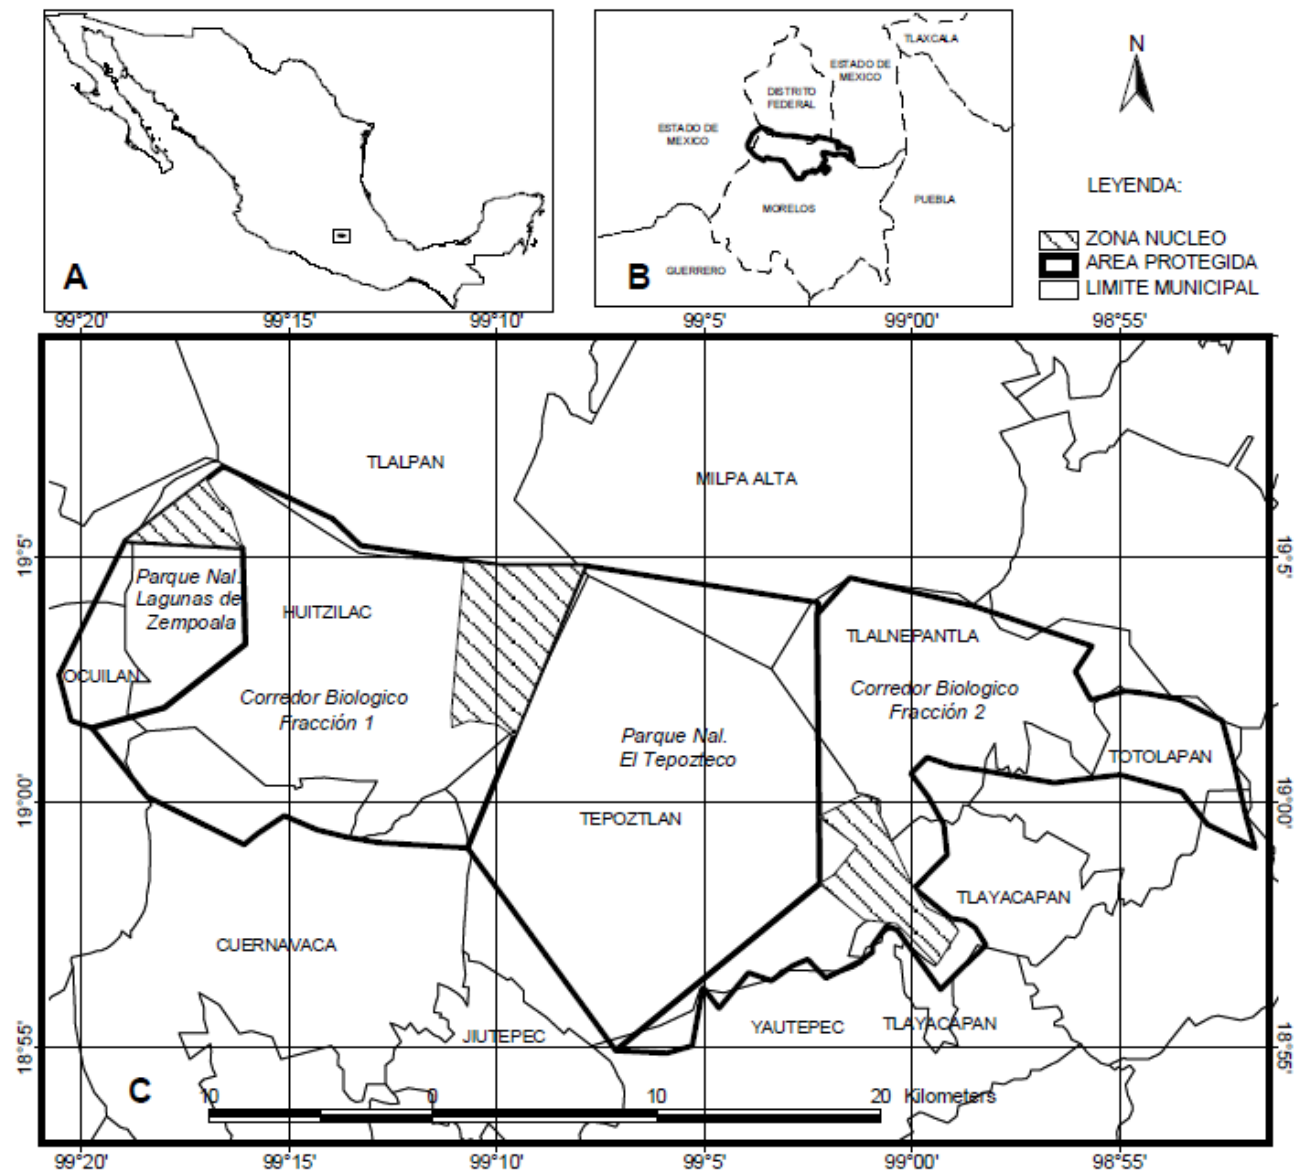 A
TLAXCALA
ESTADO DE
MEXICO
DISTRITO
FEDERAL
ESTADO DE
MEXICO
MORELOS
PUEBLA
GUERRERO
B
N
LEYENDA:
ZONA NUCLEO
AREA PROTEGIDA
LIMITE MUNICIPAL
99°20' 99°15' 99°10' 99°5' 99°00' 98°55'
TLALPAN
MILPA ALTA
19°5' 19°5'
Parque Nal.
Lagunas de
Zempoala
HUITZILAC
OCUILAN
Corredor Biologico
Fracción 1
TLALNEPANTLA
Corredor Biologico
Fracción 2
Parque Nal.
El Tepozteco
TOTOLAPAN
19°00' 19°00'
TEPOZTLAN
TLAYACAPAN
CUERNAVACA
JIUTEPEC
YAUTEPEC
TLAYACAPAN
18°55' 18°55'
C
10 0 10 20 Kilometers
99°20' 99°15' 99°10' 99°5' 99°00' 98°55'